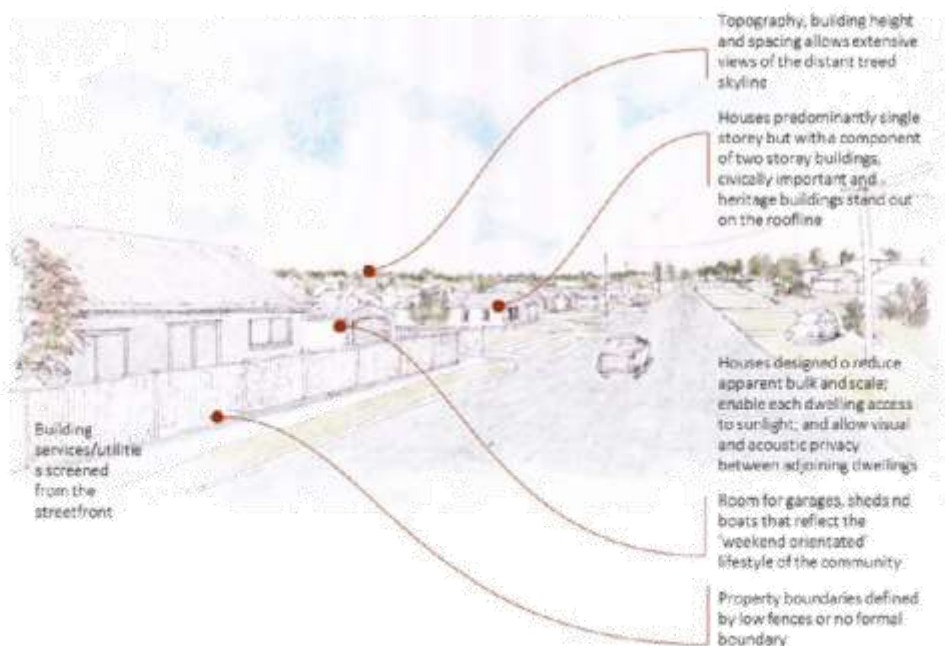 Topography, building height
and spacing allows extensive
views of the distant treed
skyline
Houses predominantly single
storey but with a component
of two storey buildings,
civically important and
heritage buildings stand out
on the roofline
Houses designed o reduce
apparent bulk and scale;
enable each dwelling access
to sunlight; and allow visual
and acoustic privacy
between adjoining dwellings
Building
services/utilitie
s screened
from the
streetfront
Room for garages, sheds nd
boats that reflect the
'weekend orientated'
lifestyle of the community
Property boundaries defined
by low fences or no formal
boundary